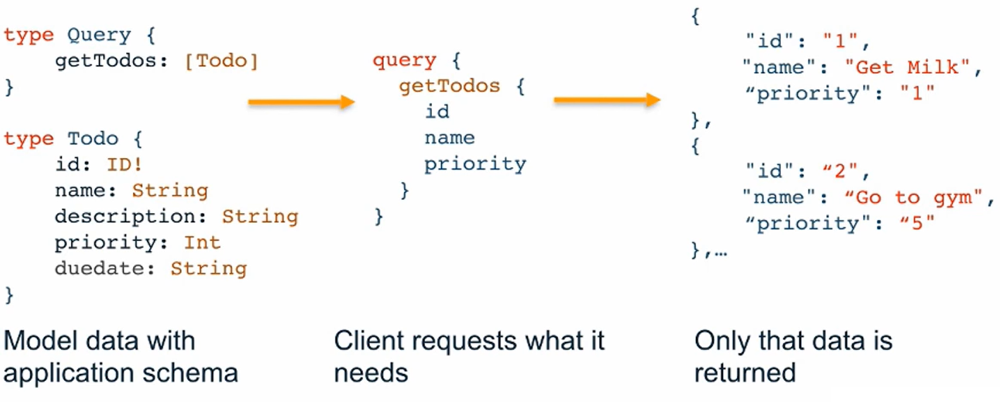 type Query {
    getTodos: [Todo]
}
type Todo {
    id: ID!
    name: String
    description: String
    priority: Int
    duedate: String
}
Model data with
application schema
query {
  getTodos {
    id
    name
    priority
  }
}
Client requests what it
needs
{
    "id": "1",
    "name": "Get Milk",
    “priority": "1"
},
{
    "id": “2",
    "name": “Go to gym",
    “priority": “5"
},…
Only that data is
returned